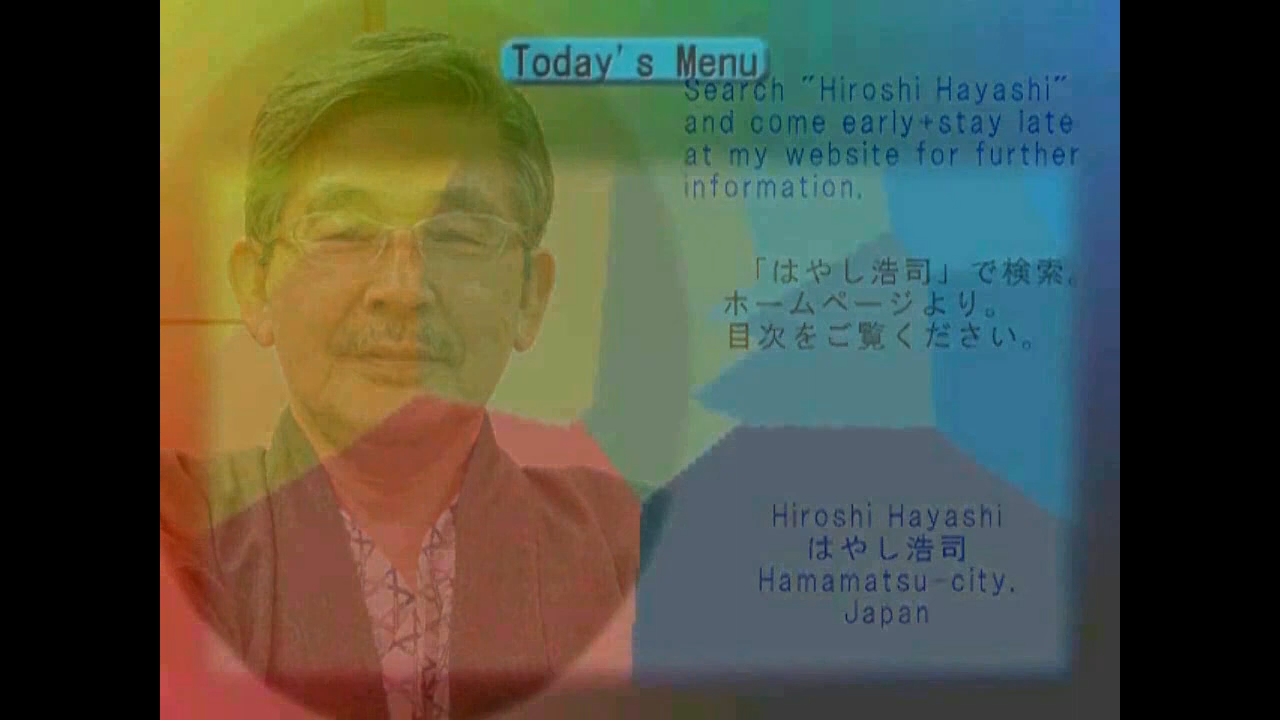 Today's Menu
Search "Hiroshi Hayashi"
and come early+stay late
at my website for further
information.
「はやし浩司」で検索。
ホームページより。
目次をご覧ください。
Hiroshi Hayashi
はやし浩司
Hamamatsu-city,
Japan